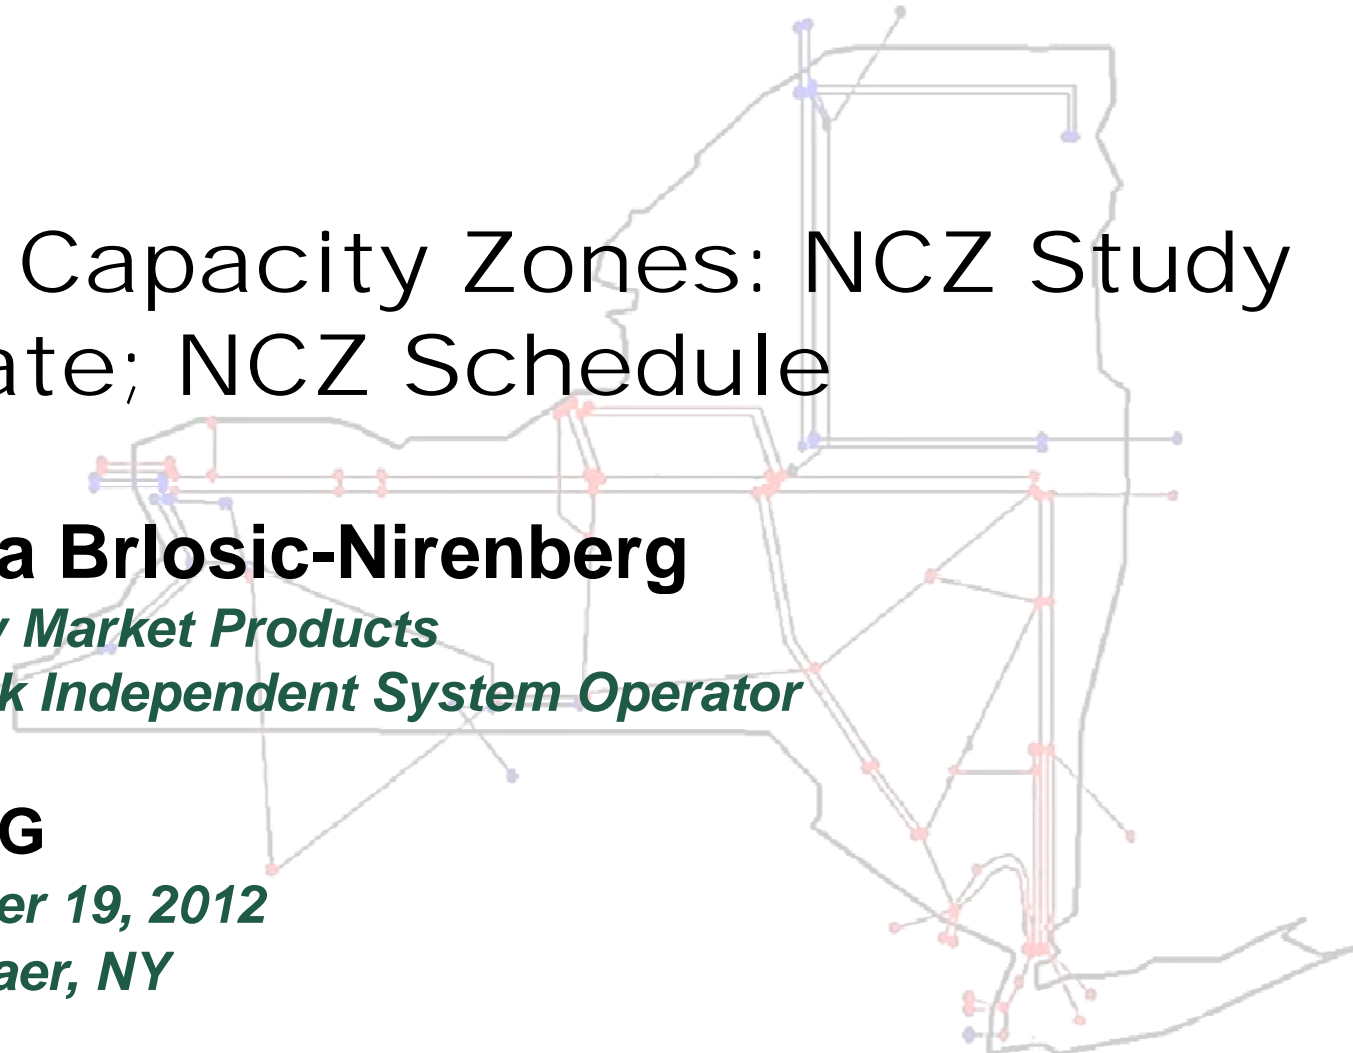 Capacity Zones: NCZ Study
ate; NCZ Schedule
a Brlosic-Nirenberg
y Market Products
k Independent System Operator
G
er 19, 2012
aer, NY